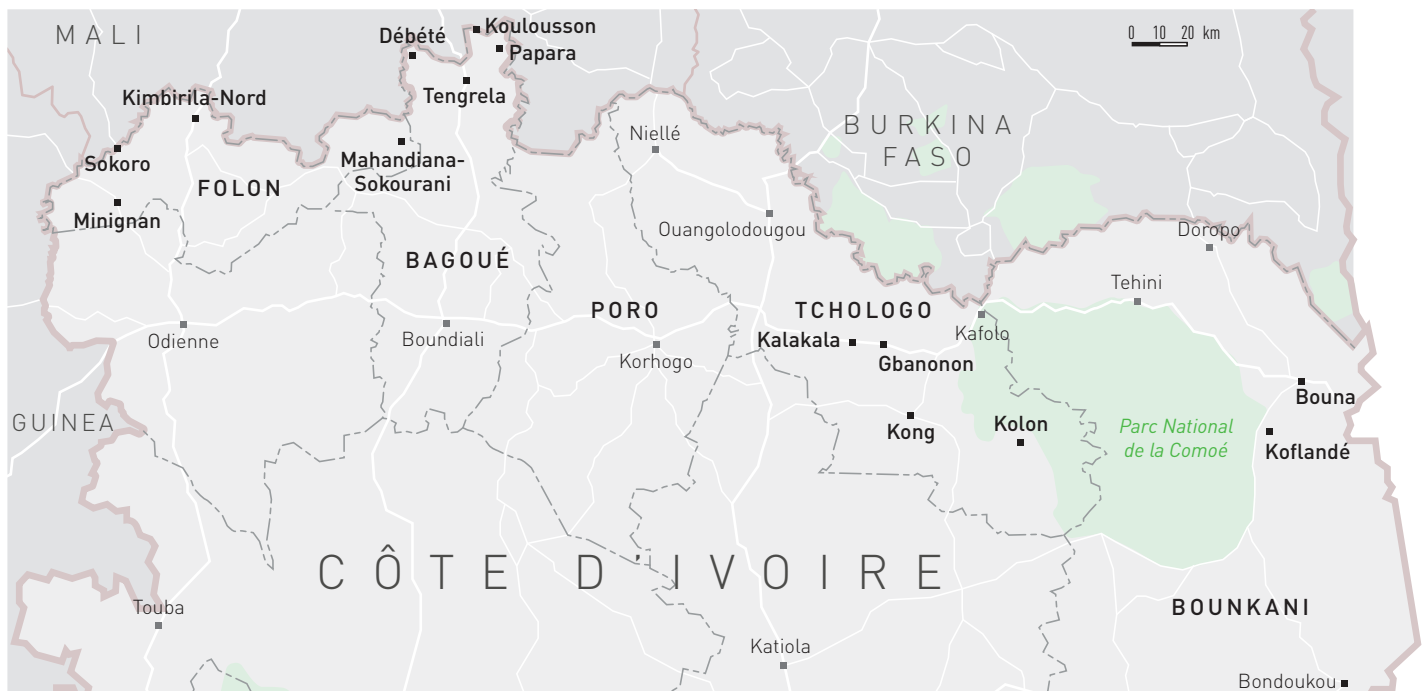 MALI
Débété
Koulousson
Papara
0 10 20 km
Kimbirila-Nord
Tengrela
Niellé
BURKINA
FASO
Sokoro
Mahandiana-
Sokourani
FOLON
Minignan
Ouangolodougou
Doropo
BAGOUÉ
Tehini
PORO
TCHOLOGO
Odienne
Boundiali
Kalakala
Kafolo
Korhogo
Gbanonon
Bouna
GUINEA
Kong
Kolon
Parc National
de la Comoé
Koflandé
CÔTE D'IVOIRE
Touba
BOUNKANI
Katiola
Bondoukou